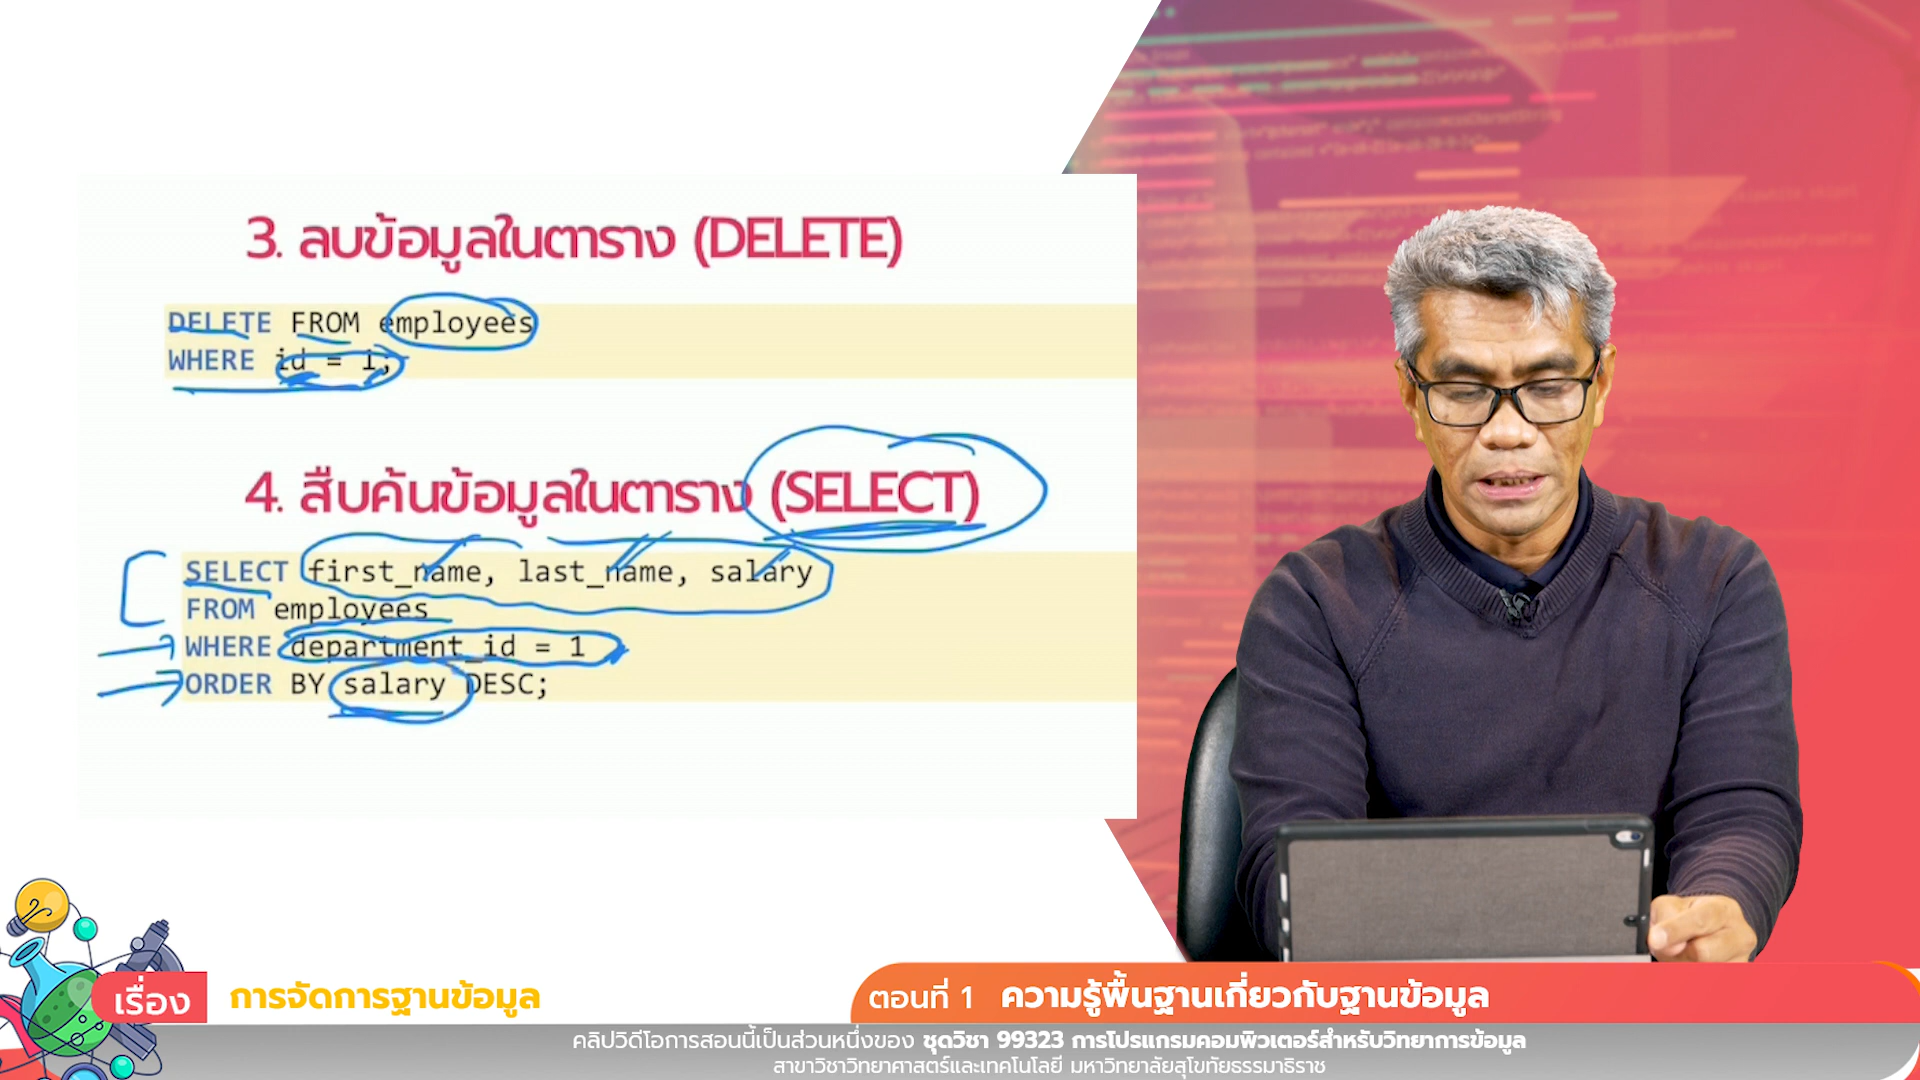 3. ลบข้อมูลในตาราง (DELETE)
DELETE FROM employees
WHERE id = 1;
4. สืบค้นข้อมูลในตาราง (SELECT)
SELECT first_name, last_name, salary
FROM employees
WHERE department_id = 1
ORDER BY salary DESC;
เรื่อง การจัดการฐานข้อมูล
ตอนที่ 1 ความรู้พื้นฐานเกี่ยวกับฐานข้อมูล
คลิปวิดีโอการสอนนี้เป็นส่วนหนึ่งของ ชุดวิชา 99323 การโปรแกรมคอมพิวเตอร์สำหรับวิทยาการข้อมูล
สาขาวิชาวิทยาศาสตร์และเทคโนโลยี มหาวิทยาลัยสุโขทัยธรรมาธิราช